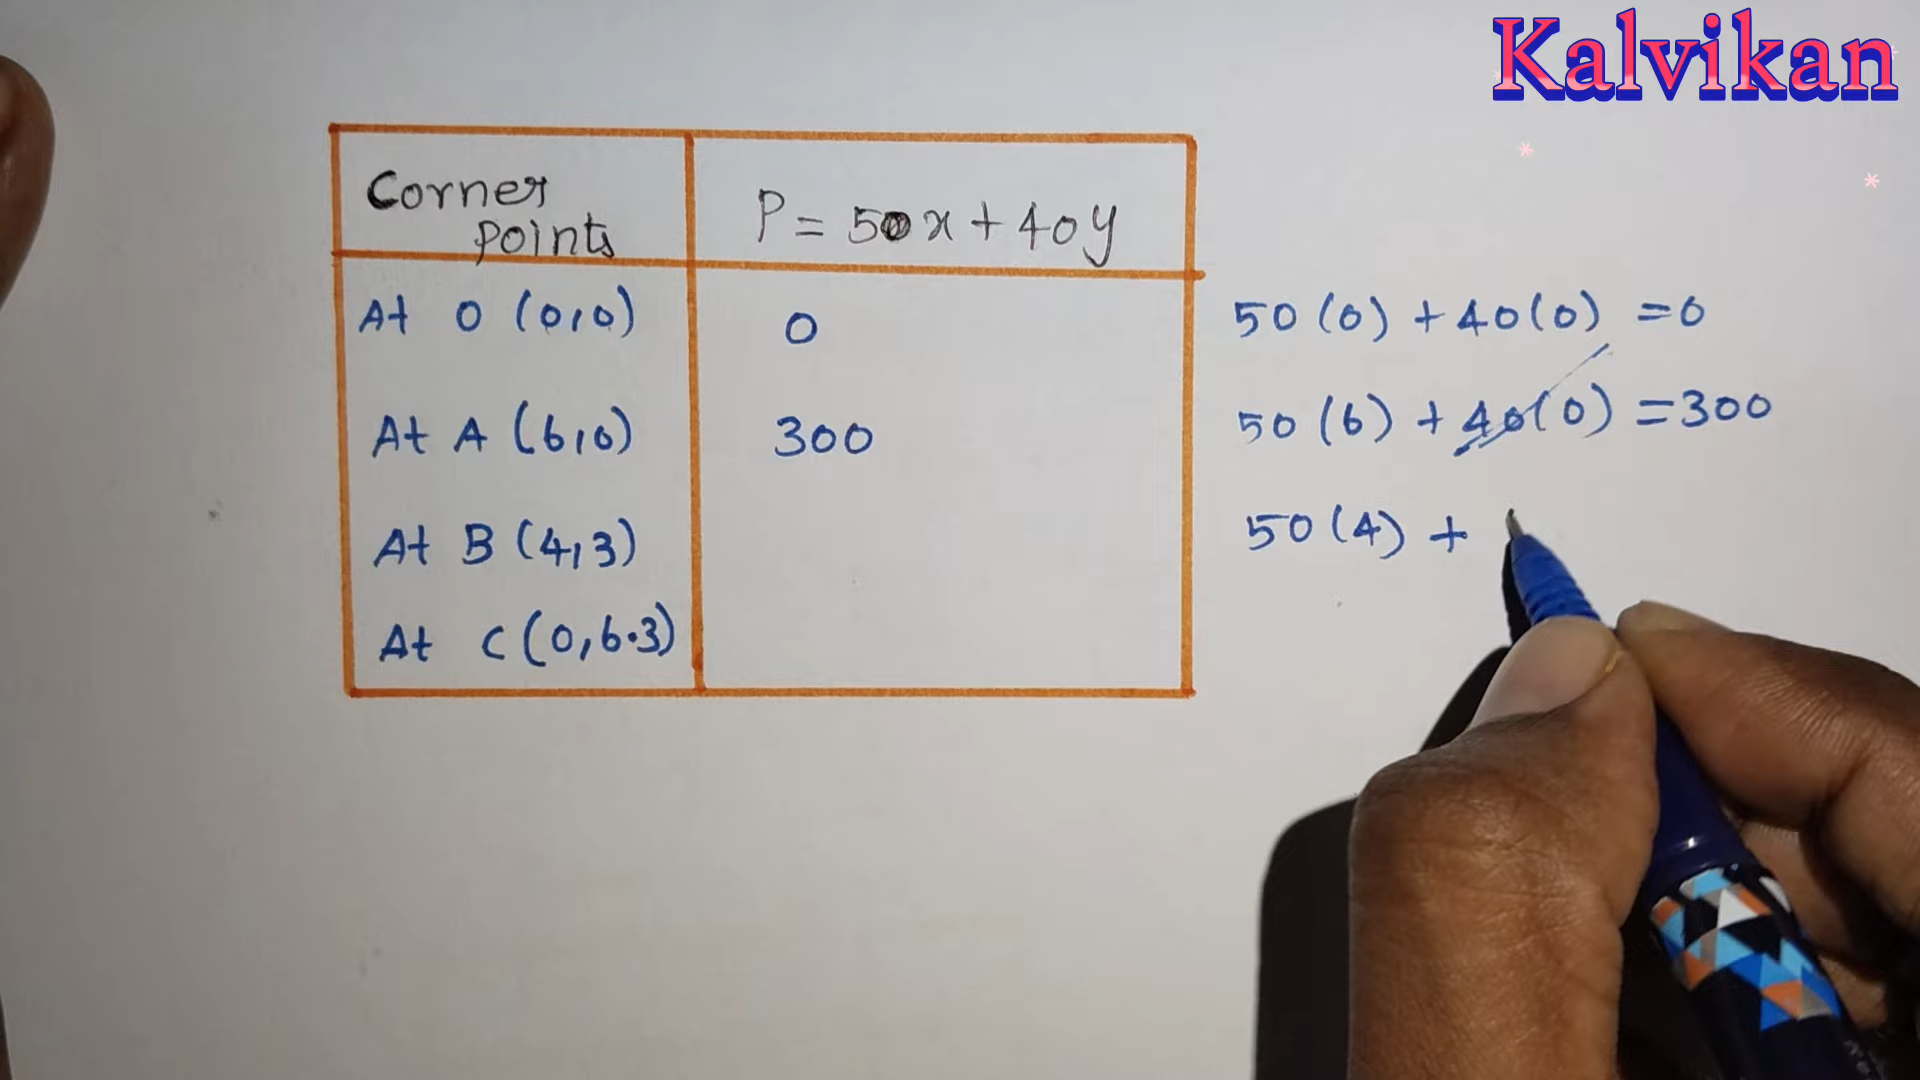 Kalvikan
Corner points
P = 50x + 40y
At O (0,0)
0
50(0) + 40(0) = 0
At A (6,0)
300
50(6) + 40(0) = 300
At B (4,3)
50(4) +
At C (0,6.3)